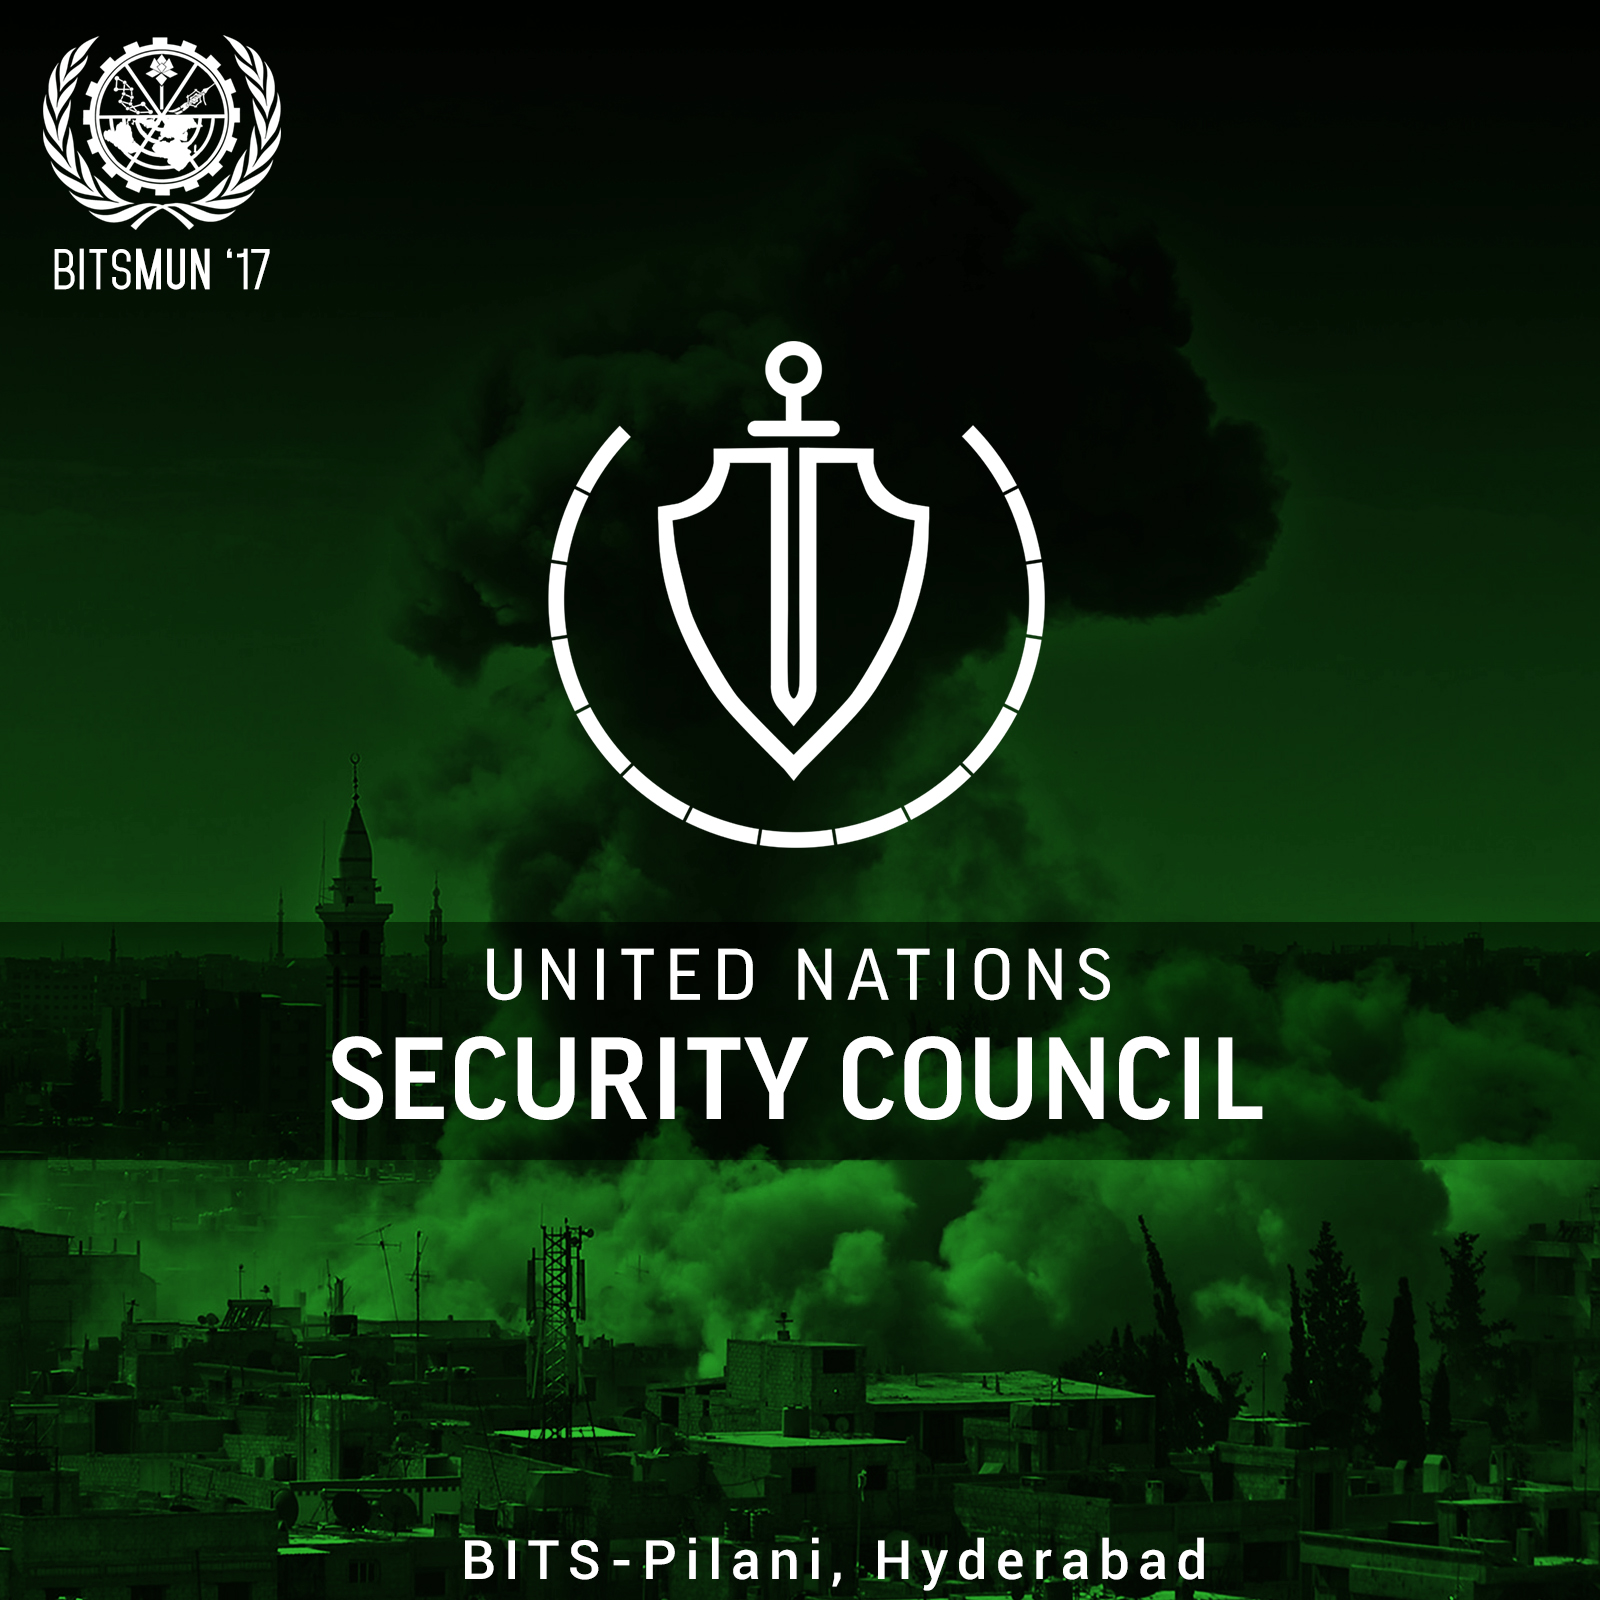 BITSMUN ‘17
UNITED NATIONS
SECURITY COUNCIL
BITS-Pilani, Hyderabad